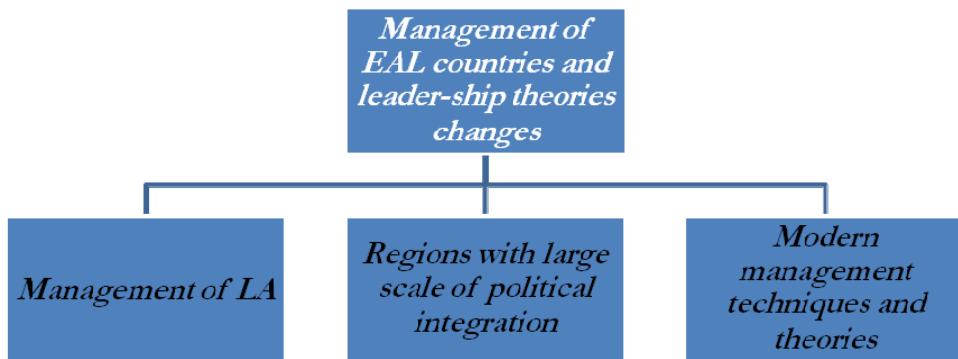 Management of
EAL countries and
leader-ship theories
changes
Management of LA
Regions with large
scale of political
integration
Modern
management
techniques and
theories